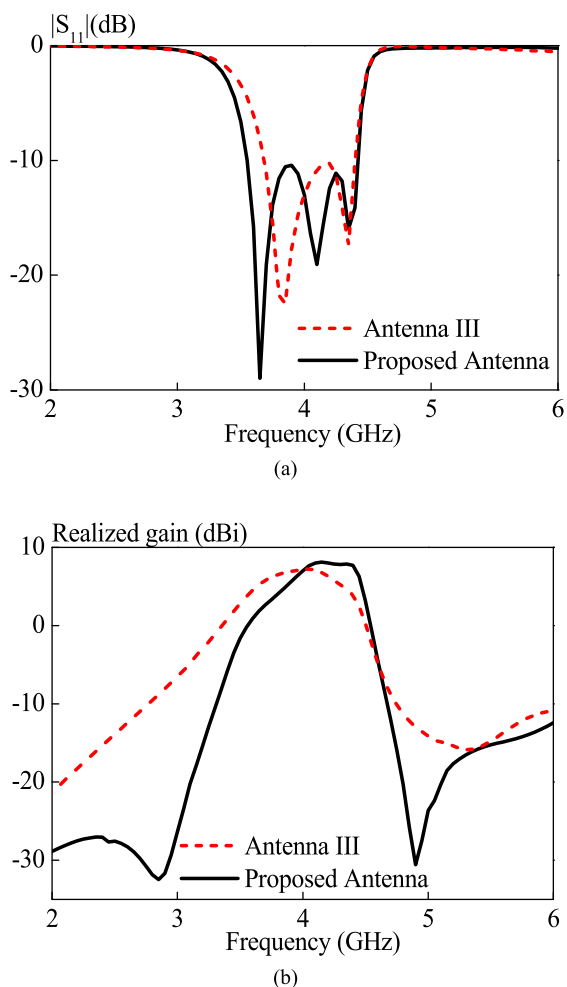 |S11|(dB)
0
-10
-20
-30
Antenna III
Proposed Antenna
2 3 4 5 6
Frequency (GHz)
(a)
Realized gain (dBi)
10
0
-10
-20
-30
Antenna III
Proposed Antenna
2 3 4 5 6
Frequency (GHz)
(b)